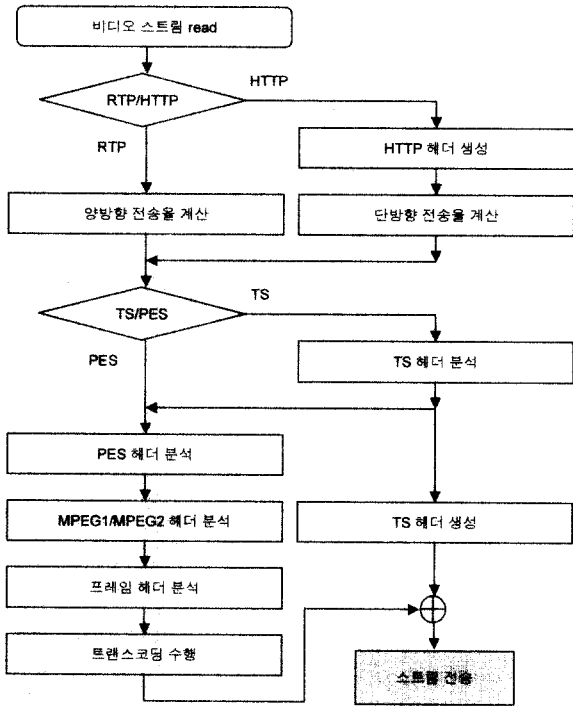 비디오 스트림 read
RTP/HTTP
HTTP
RTP
HTTP 헤더 생성
양방향 전송율 계산
단방향 전송율 계산
TS/PES
TS
PES
TS 헤더 분석
PES 헤더 분석
MPEG1/MPEG2 헤더 분석
TS 헤더 생성
프레임 헤더 분석
트랜스코딩 수행
스트림 전송